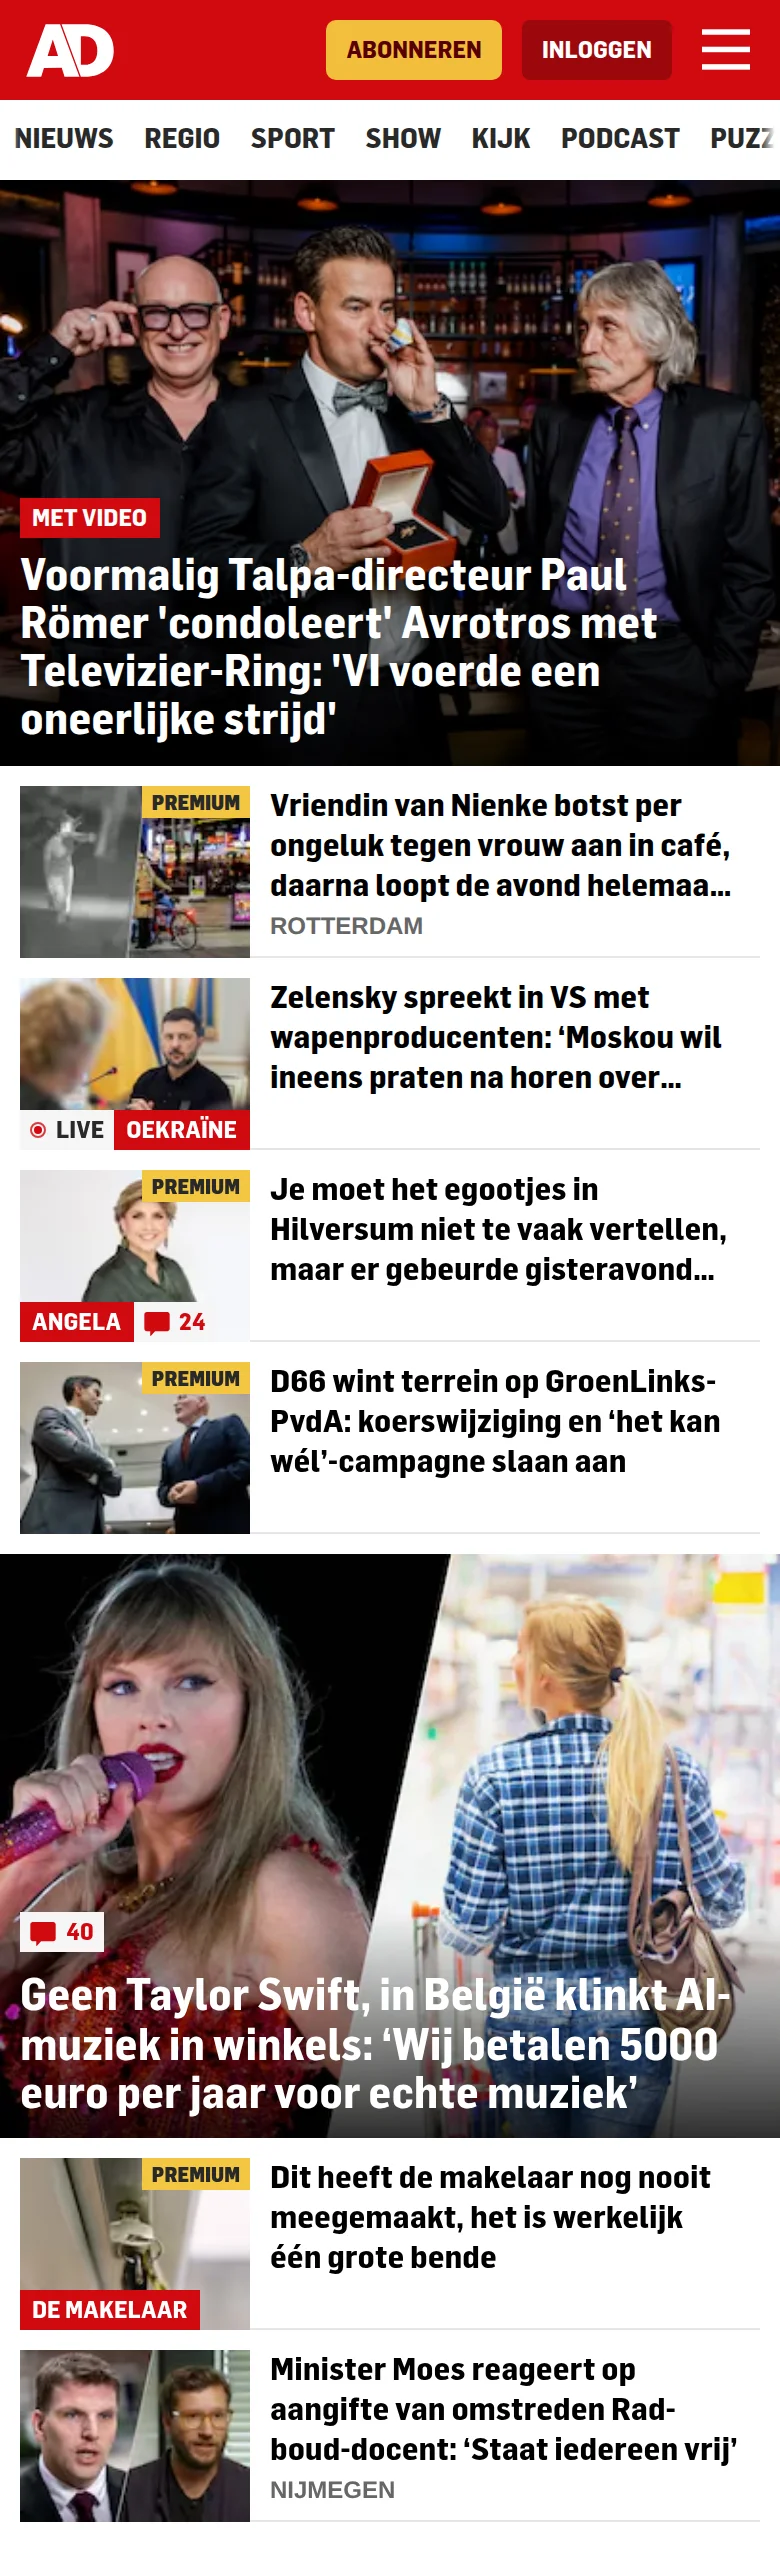 AD
ABONNEREN
INLOGGEN
NIEUWS REGIO SPORT SHOW KIJK PODCAST PUZZ
MET VIDEO
Voormalig Talpa-directeur Paul
Römer 'condoleert' Avrotros met
Televizier-Ring: 'VI voerde een
oneerlijke strijd'
PREMIUM
Vriendin van Nienke botst per
ongeluk tegen vrouw aan in café,
daarna loopt de avond helemaa...
ROTTERDAM
Zelensky spreekt in VS met
wapenproducenten: ‘Moskou wil
ineens praten na horen over...
LIVE OEKRAÏNE
PREMIUM
Je moet het egootjes in
Hilversum niet te vaak vertellen,
maar er gebeurde gisteravond...
ANGELA 24
PREMIUM
D66 wint terrein op GroenLinks-
PvdA: koerswijziging en ‘het kan
wél’-campagne slaan aan
40
Geen Taylor Swift, in België klinkt AI-
muziek in winkels: ‘Wij betalen 5000
euro per jaar voor echte muziek’
PREMIUM
Dit heeft de makelaar nog nooit
meegemaakt, het is werkelijk
één grote bende
DE MAKELAAR
Minister Moes reageert op
aangifte van omstreden Rad-
boud-docent: ‘Staat iedereen vrij’
NIJMEGEN